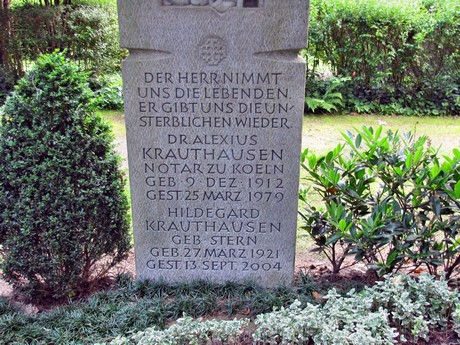 DER HERR NIMMT
UNS DIE LEBENDEN.
ER GIBT UNS DIE UN=
STERBLICHEN WIEDER.
DR. ALEXIUS
KRAUTHAUSEN
NOTAR ZU KOELN
GEB. 9. DEZ. 1912
GEST. 25. MÄRZ 1979
HILDEGARD
KRAUTHAUSEN
GEB. STERN
GEB. 27. MÄRZ 1921
GEST. 13. SEPT. 2004